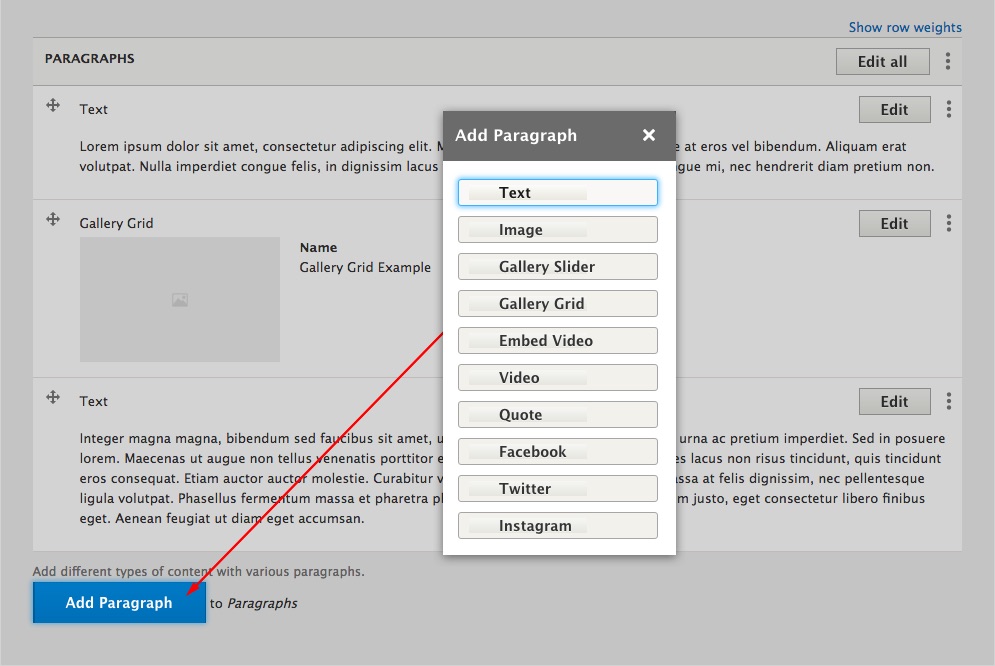 Show row weights
PARAGRAPHS
Edit all
Text
Edit
Lorem ipsum dolor sit amet, consectetur adipiscing elit. at eros vel bibendum. Aliquam erat
volutpat. Nulla imperdiet congue felis, in dignissim lacus mi, nec hendrerit diam pretium non.
Gallery Grid
Edit
Name
Gallery Grid Example
Text
Edit
Integer magna magna, bibendum sed faucibus sit amet, urna ac pretium imperdiet. Sed in posuere
lorem. Maecenas ut augue non tellus venenatis porttitor lacus non risus tincidunt, quis tincidunt
eros consequat. Etiam auctor auctor molestie. Curabitur at felis dignissim, nec pellentesque
ligula volutpat. Phasellus fermentum massa et pharetra justo, eget consectetur libero finibus
eget. Aenean feugiat ut diam eget accumsan.
Add Paragraph
Text
Image
Gallery Slider
Gallery Grid
Embed Video
Video
Quote
Facebook
Twitter
Instagram
Add different types of content with various paragraphs.
Add Paragraph to Paragraphs